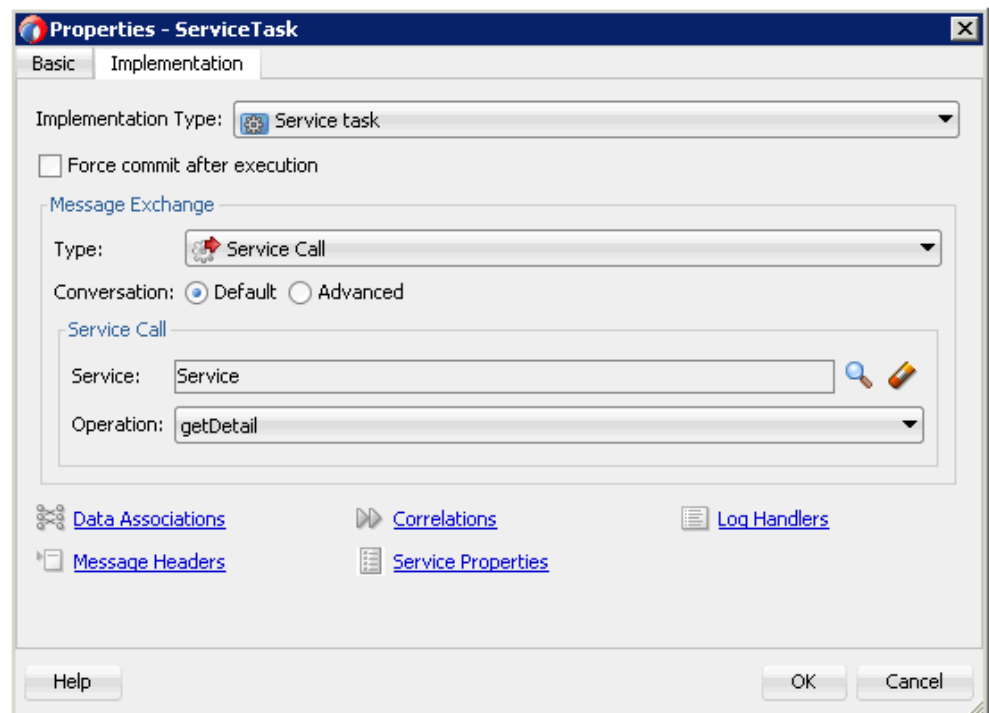 Properties - ServiceTask
Basic Implementation
Implementation Type: Service task
Force commit after execution
Message Exchange
Type: Service Call
Conversation: Default Advanced
Service Call
Service: Service
Operation: getDetail
Data Associations Correlations Log Handlers
Message Headers Service Properties
Help OK Cancel